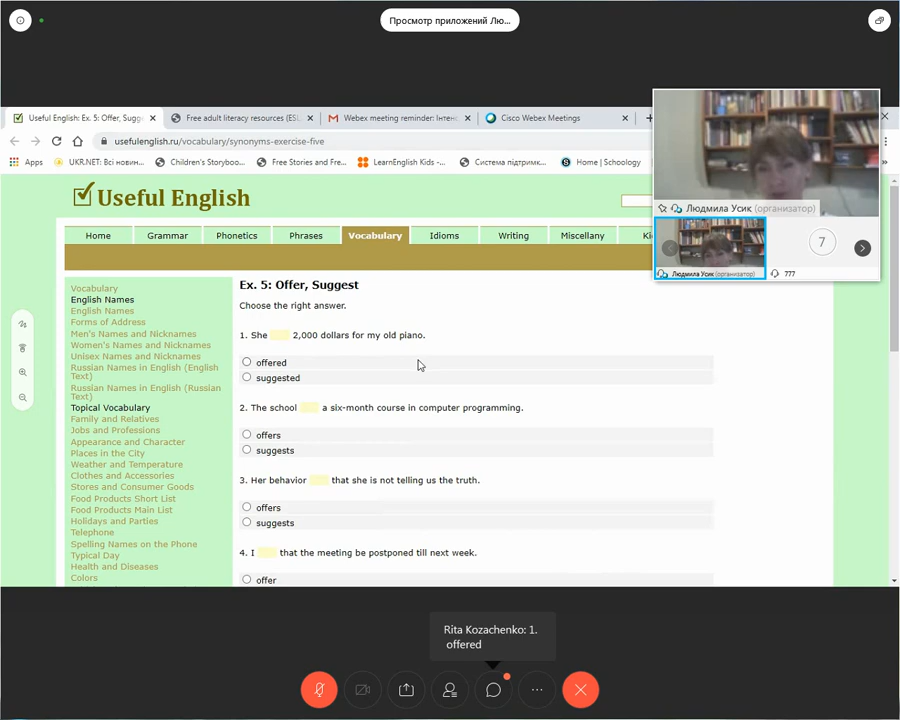 Просмотр приложений Лю...
Useful English: Ex. 5: Offer, Sugge
Free adult literacy resources (ESL
Webex meeting reminder: Інтен
Cisco Webex Meetings
usefulenglish.ru/vocabulary/synonyms-exercise-five
Apps
UKR.NET: Всі новин...
Children's Storyboo...
Free Stories and Fre...
LearnEnglish Kids -...
Система підтримк...
Home | Schoology
Useful English
Home
Grammar
Phonetics
Phrases
Vocabulary
Idioms
Writing
Miscellany
Ki
Людмила Усик (организатор)
Людмила Усик (организатор)
7
777
Vocabulary
English Names
English Names
Forms of Address
Men's Names and Nicknames
Women's Names and Nicknames
Unisex Names and Nicknames
Russian Names in English (English
Text)
Russian Names in English (Russian
Text)
Topical Vocabulary
Family and Relatives
Jobs and Professions
Appearance and Character
Places in the City
Weather and Temperature
Clothes and Accessories
Stores and Consumer Goods
Food Products Short List
Food Products Main List
Holidays and Parties
Telephone
Spelling Names on the Phone
Typical Day
Health and Diseases
Colors
Ex. 5: Offer, Suggest
Choose the right answer.
1. She 2,000 dollars for my old piano.
offered
suggested
2. The school a six-month course in computer programming.
offers
suggests
3. Her behavior that she is not telling us the truth.
offers
suggests
4. I that the meeting be postponed till next week.
offer
Rita Kozachenko: 1.
offered